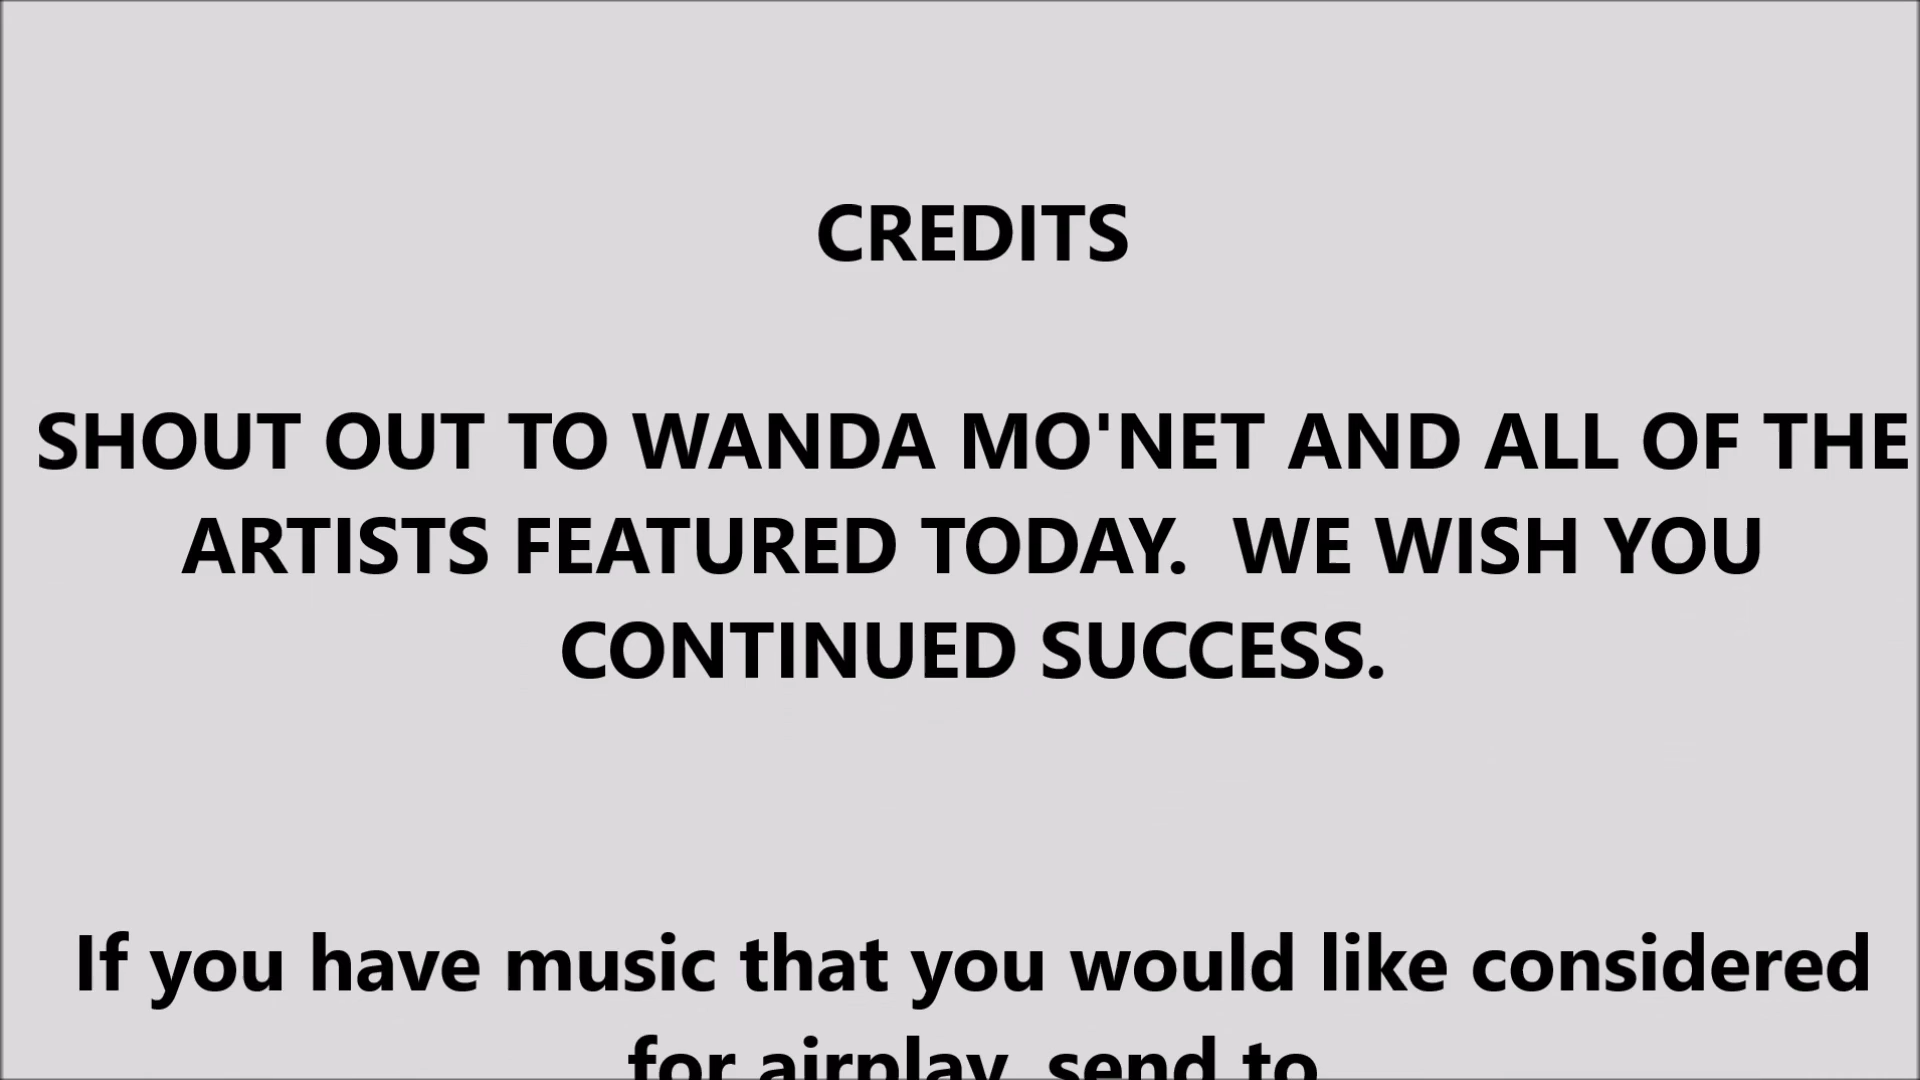 CREDITS
SHOUT OUT TO WANDA MO'NET AND ALL OF THE
ARTISTS FEATURED TODAY.  WE WISH YOU
CONTINUED SUCCESS.
If you have music that you would like considered
for airplay, send to